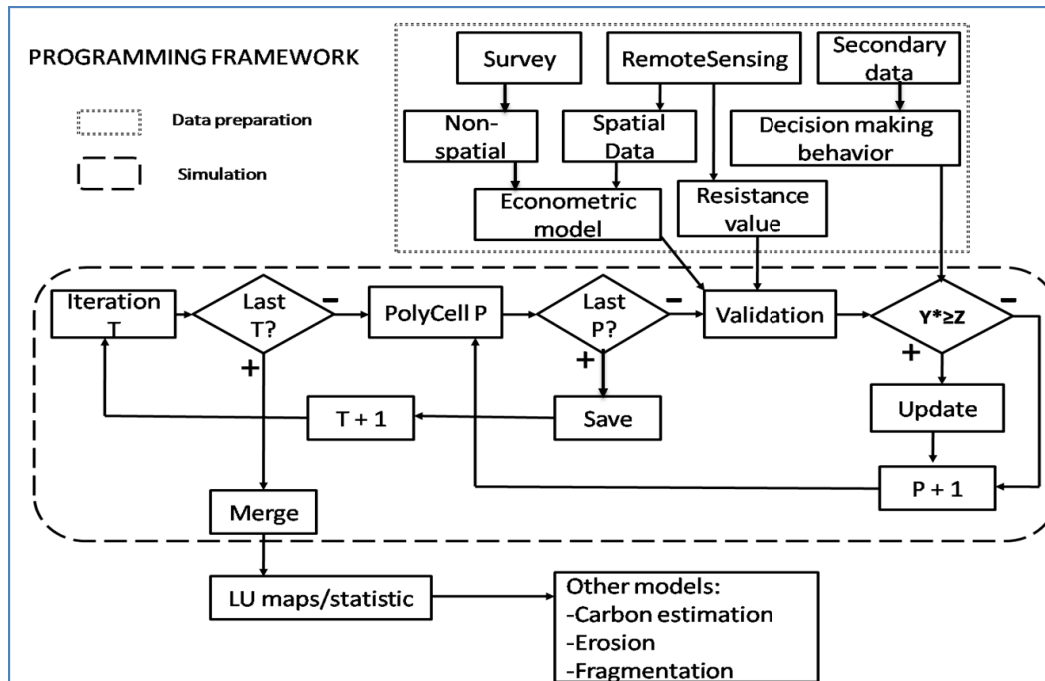 PROGRAMMING FRAMEWORK
Data preparation
Simulation
Survey
RemoteSensing
Secondary
data
Non-
spatial
Spatial
Data
Decision making
behavior
Econometric
model
Resistance
value
Iteration
T
Last
T?
–
+
PolyCell P
Last
P?
–
+
Validation
Y*≥Z
–
+
T + 1
Save
Update
P + 1
Merge
LU maps/statistic
Other models:
-Carbon estimation
-Erosion
-Fragmentation